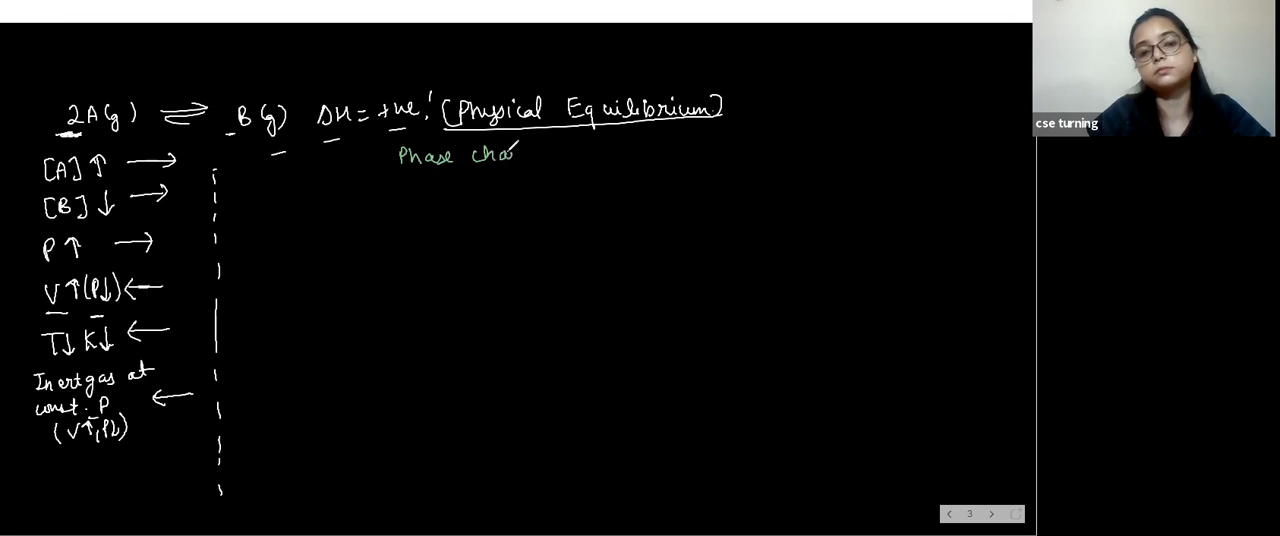 2A(g) ⇌ B(g) ΔH = +ve! [Physical Equilibrium.]
Phase cha
[A] ↑ →
[B] ↓ →
P ↑ →
V ↑ (P↓) ←
T↓ K↓ ←
Inert gas at
const. P ←
(V↑, P↓)
cse turning
3